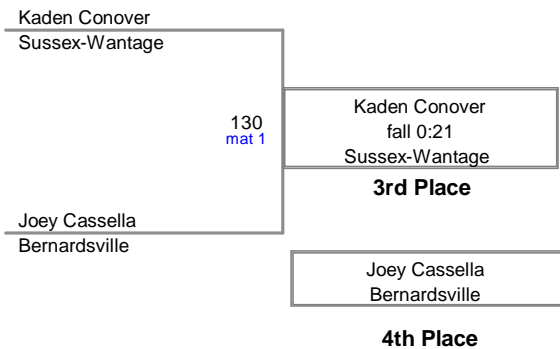 Kaden Conover
Sussex-Wantage
130
mat 1
Kaden Conover
fall 0:21
Sussex-Wantage
3rd Place
Joey Cassella
Bernardsville
Joey Cassella
Bernardsville
4th Place